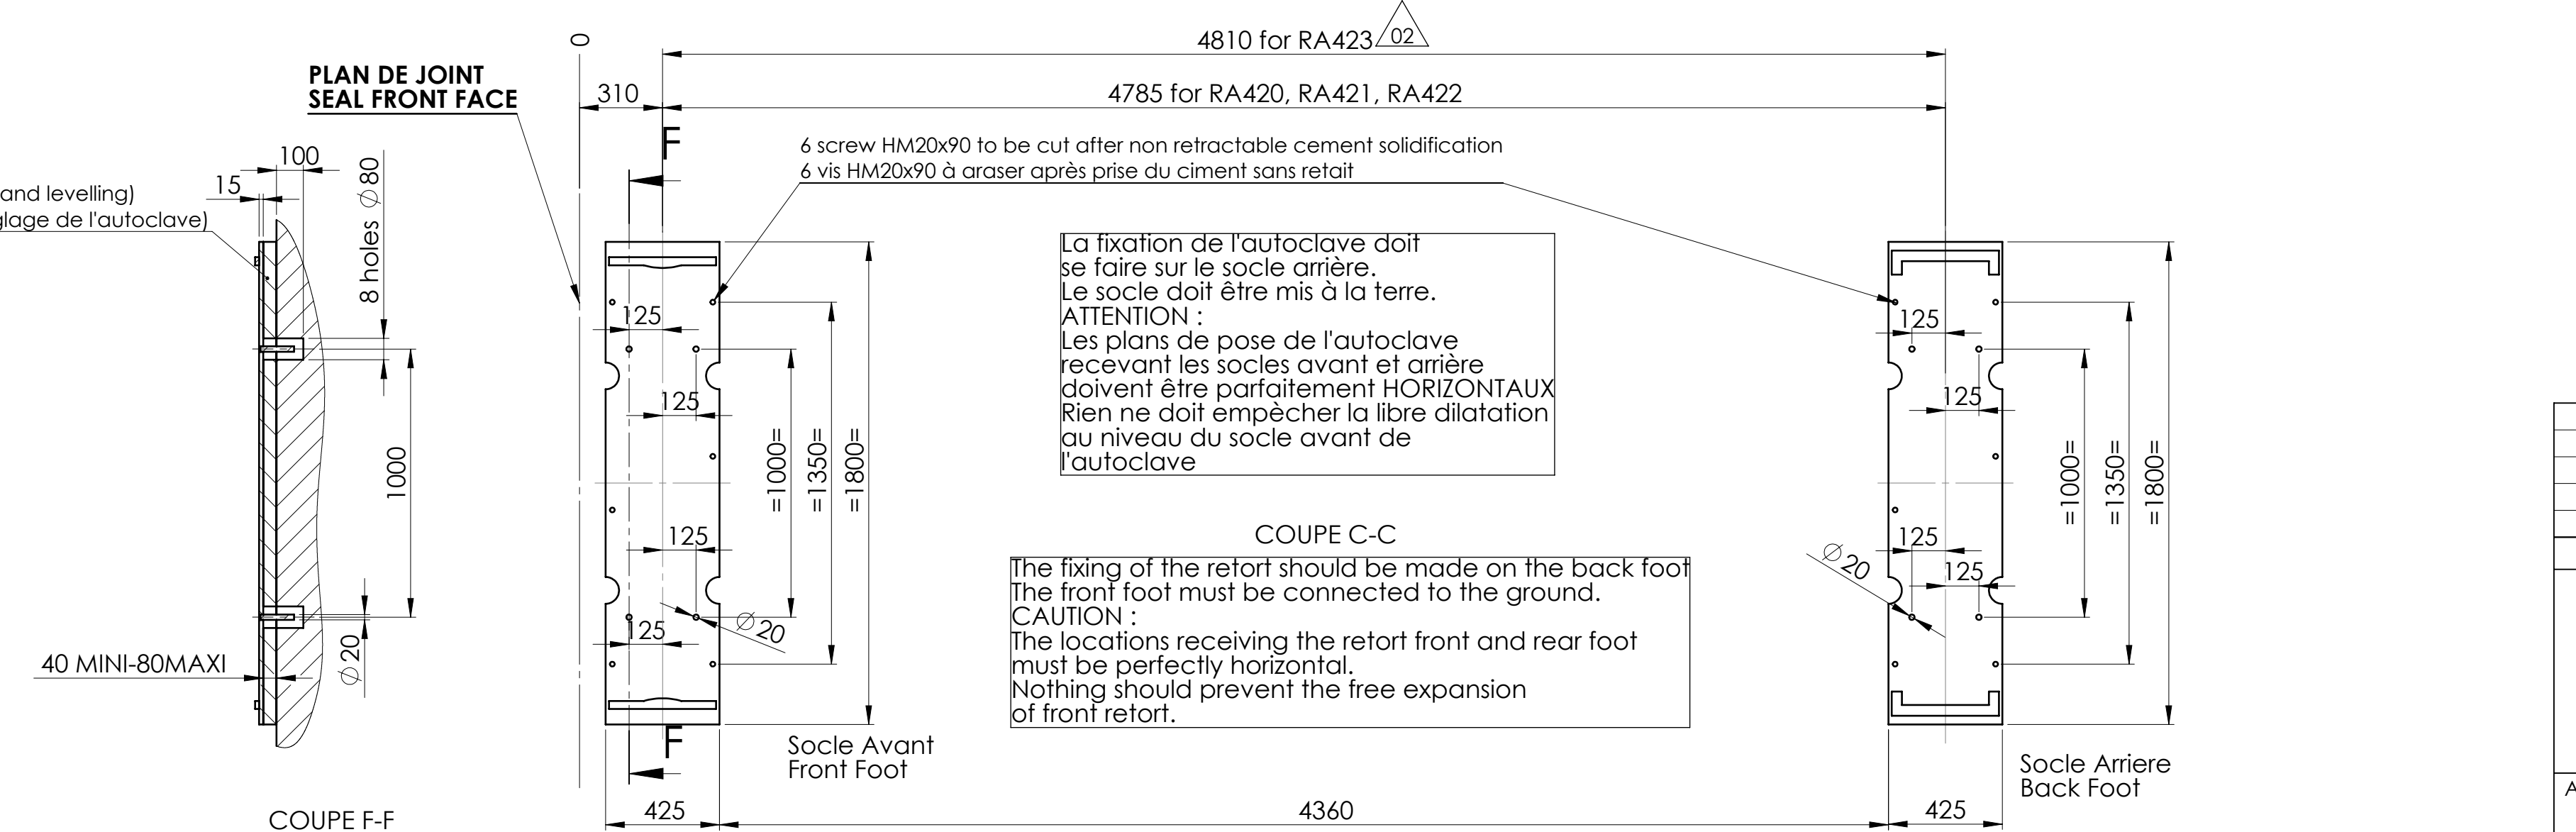 4810 for RA423
02
0
PLAN DE JOINT
SEAL FRONT FACE
310
4785 for RA420, RA421, RA422
F
6 screw HM20x90 to be cut after non retractable cement solidification
6 vis HM20x90 à araser après prise du ciment sans retait
100
15
8 holes ∅80
and levelling)
glage de l'autoclave)
1000
∅20
40 MINI-80MAXI
COUPE F-F
125
125
125
125
∅20
=1000=
=1350=
=1800=
F
Socle Avant
Front Foot
La fixation de l'autoclave doit
se faire sur le socle arrière.
Le socle doit être mis à la terre.
ATTENTION :
Les plans de pose de l'autoclave
recevant les socles avant et arrière
doivent être parfaitement HORIZONTAUX
Rien ne doit empècher la libre dilatation
au niveau du socle avant de
l'autoclave
COUPE C-C
The fixing of the retort should be made on the back foot
The front foot must be connected to the ground.
CAUTION :
The locations receiving the retort front and rear foot
must be perfectly horizontal.
Nothing should prevent the free expansion
of front retort.
125
125
125
125
∅20
=1000=
=1350=
=1800=
Socle Arriere
Back Foot
425
4360
425
A